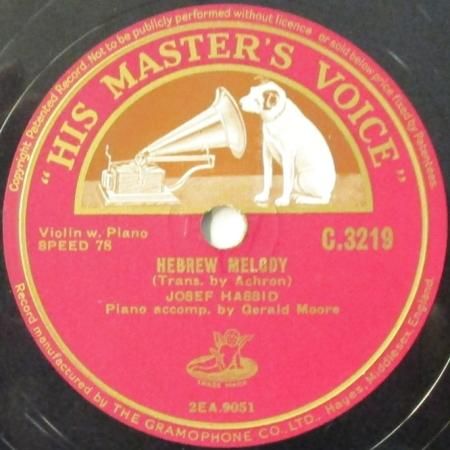 Copyright Patented Record. Not to be publicly performed without licence or sold below price fixed by Patentees.
"HIS MASTER'S VOICE"
Violin w. Piano
SPEED 78
C.3219
HEBREW MELODY
(Trans. by Achron)
JOSEF HASSID
Piano accomp. by Gerald Moore
TRADE MARK
2EA.9051
Record manufactured by THE GRAMOPHONE CO., LTD., Hayes, Middlesex, England.